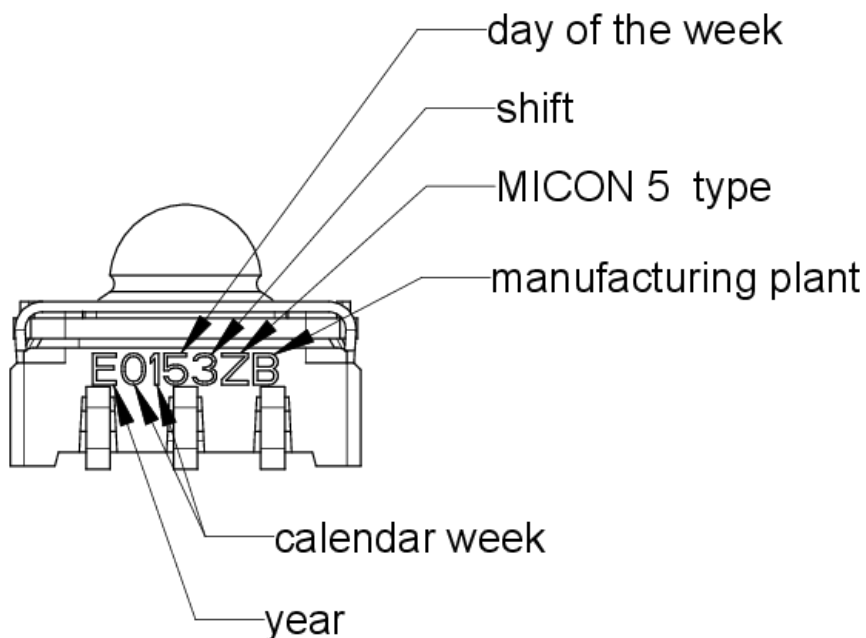 day of the week
shift
MICON 5 type
manufacturing plant
E0153ZB
calendar week
year